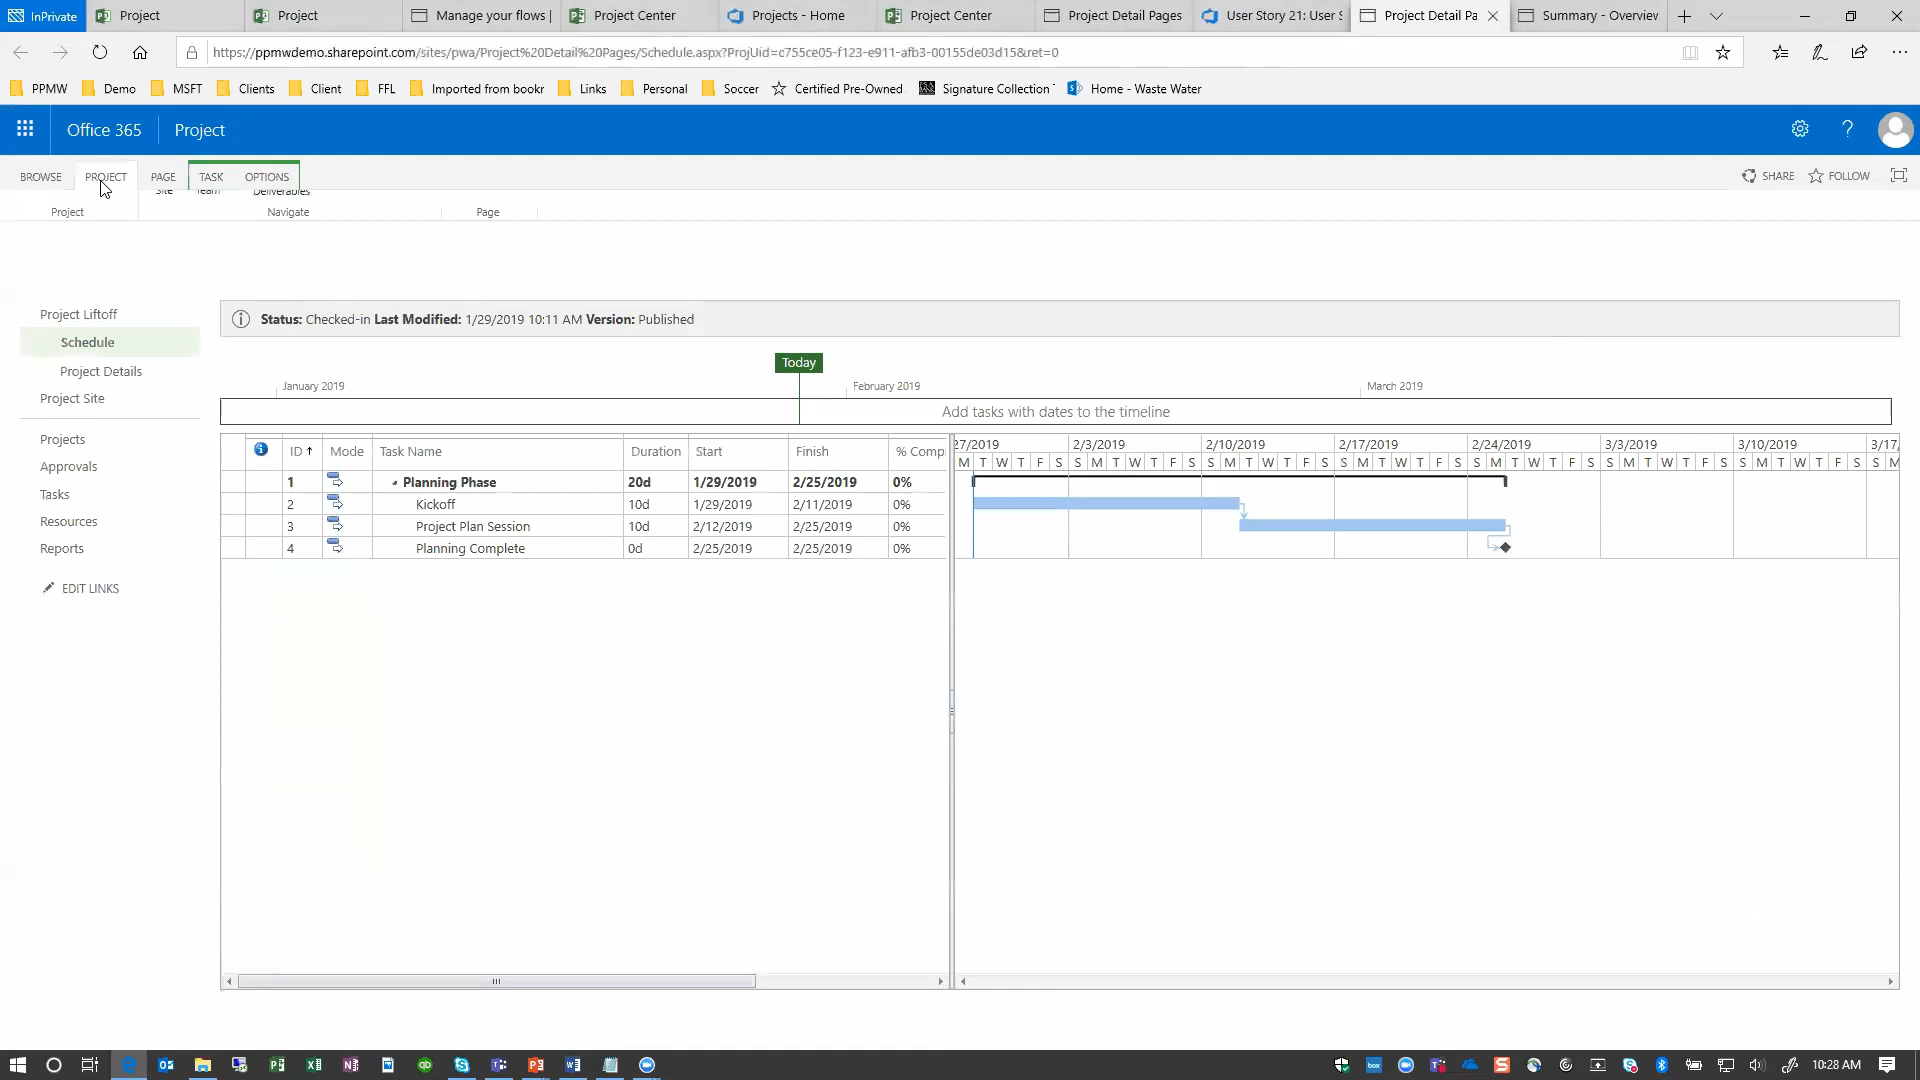 InPrivate Project Project Manage your flows | Project Center Projects - Home Project Center Project Detail Pages User Story 21: User S Project Detail Pa Summary - Overview
https://ppmwdemo.sharepoint.com/sites/pwa/Project%20Detail%20Pages/Schedule.aspx?ProjUid=c755ce05-f123-e911-afb3-00155de03d15&ret=0
PPMW Demo MSFT Clients Client FFL Imported from bookr Links Personal Soccer Certified Pre-Owned Signature Collection Home - Waste Water
Office 365 Project
BROWSE PROJECT PAGE TASK OPTIONS SHARE FOLLOW
Site Team Deliverables
Project Navigate Page
Project Liftoff
Schedule
Project Details
Project Site
Projects
Approvals
Tasks
Resources
Reports
EDIT LINKS
Status: Checked-in Last Modified: 1/29/2019 10:11 AM Version: Published
Today
January 2019 February 2019 March 2019
Add tasks with dates to the timeline
ID Mode Task Name Duration Start Finish % Comp
27/2019 2/3/2019 2/10/2019 2/17/2019 2/24/2019 3/3/2019 3/10/2019 3/17/
M T W T F S S M T W T F S S M T W T F S S M T W T F S S M T W T F S S M T W T F S S M T W T F S S M
1 Planning Phase 20d 1/29/2019 2/25/2019 0%
2 Kickoff 10d 1/29/2019 2/11/2019 0%
3 Project Plan Session 10d 2/12/2019 2/25/2019 0%
4 Planning Complete 0d 2/25/2019 2/25/2019 0%
10:28 AM